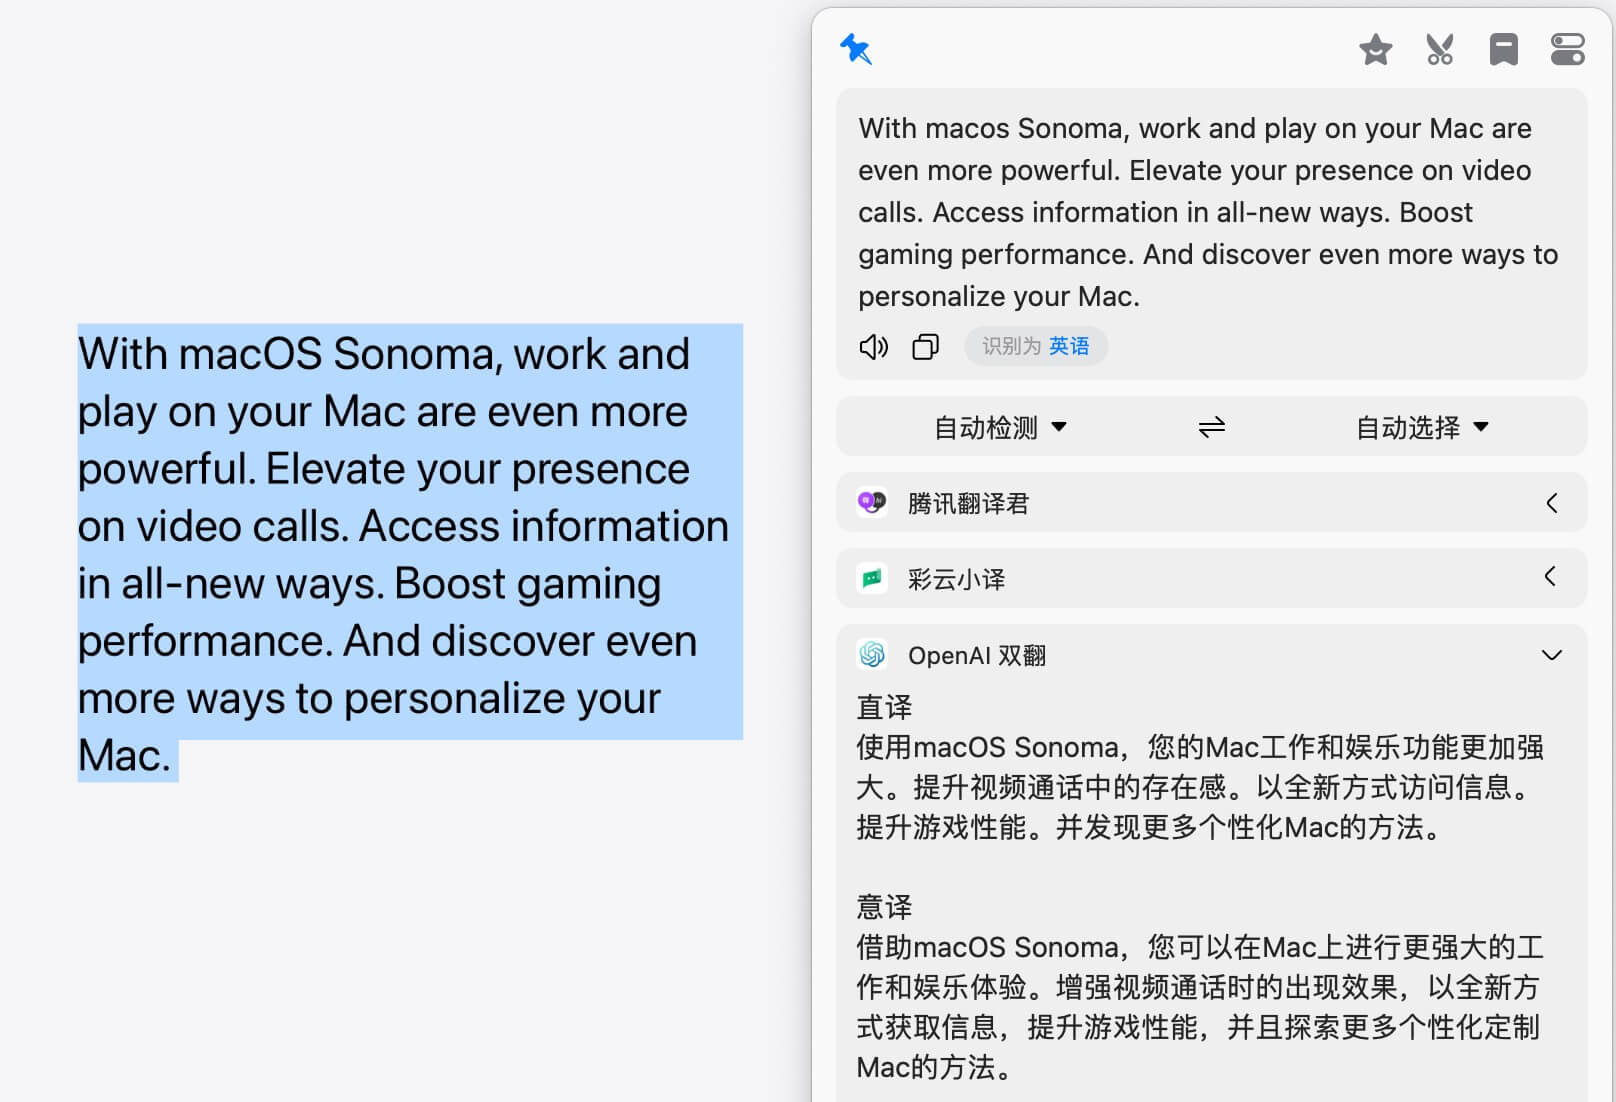 With macOS Sonoma, work and
play on your Mac are even more
powerful. Elevate your presence
on video calls. Access information
in all-new ways. Boost gaming
performance. And discover even
more ways to personalize your
Mac.
With macos Sonoma, work and play on your Mac are
even more powerful. Elevate your presence on video
calls. Access information in all-new ways. Boost
gaming performance. And discover even more ways to
personalize your Mac.
识别为 英语
自动检测 自动选择
腾讯翻译君
彩云小译
OpenAI 双翻
直译
使用macOS Sonoma，您的Mac工作和娱乐功能更加强
大。提升视频通话中的存在感。以全新方式访问信息。
提升游戏性能。并发现更多个性化Mac的方法。
意译
借助macOS Sonoma，您可以在Mac上进行更强大的工
作和娱乐体验。增强视频通话时的出现效果，以全新方
式获取信息，提升游戏性能，并且探索更多个性化定制
Mac的方法。